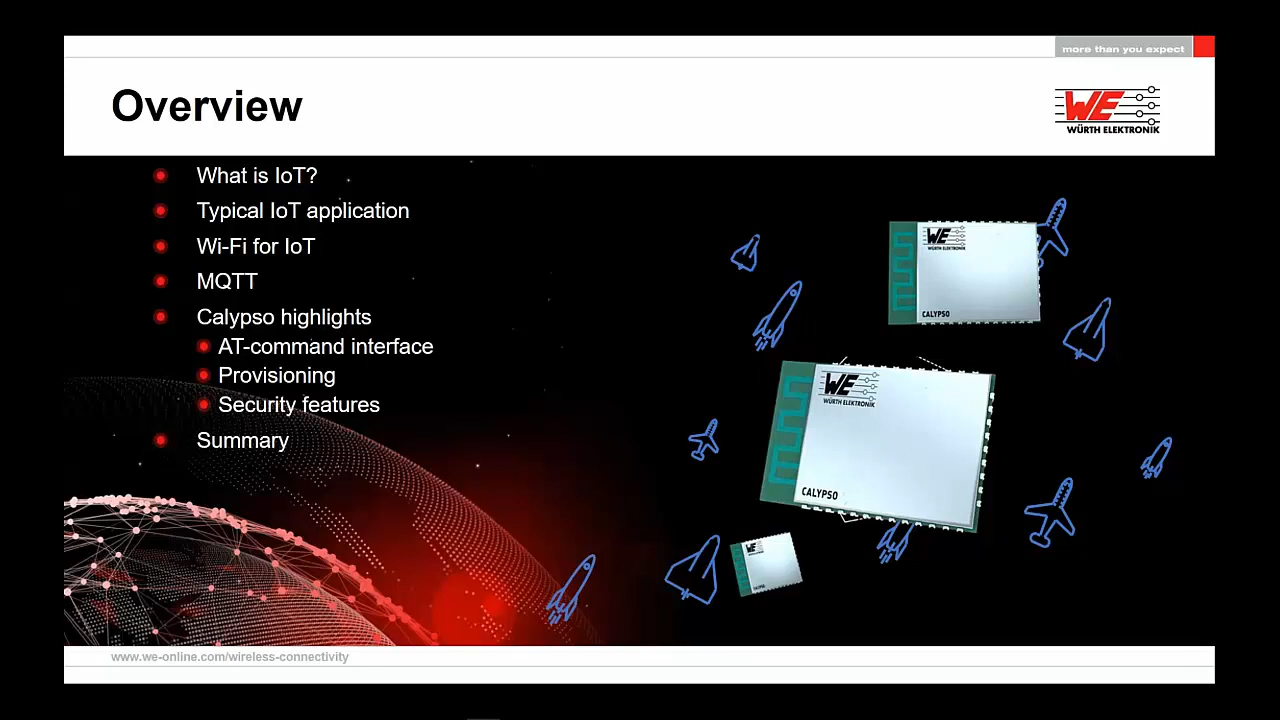 more than you expect
Overview
WE
WÜRTH ELEKTRONIK
What is IoT?
Typical IoT application
Wi-Fi for IoT
MQTT
Calypso highlights
AT-command interface
Provisioning
Security features
Summary
WE
WÜRTH ELEKTRONIK
CALYPSO
WE
WÜRTH ELEKTRONIK
CALYPSO
WE
www.we-online.com/wireless-connectivity